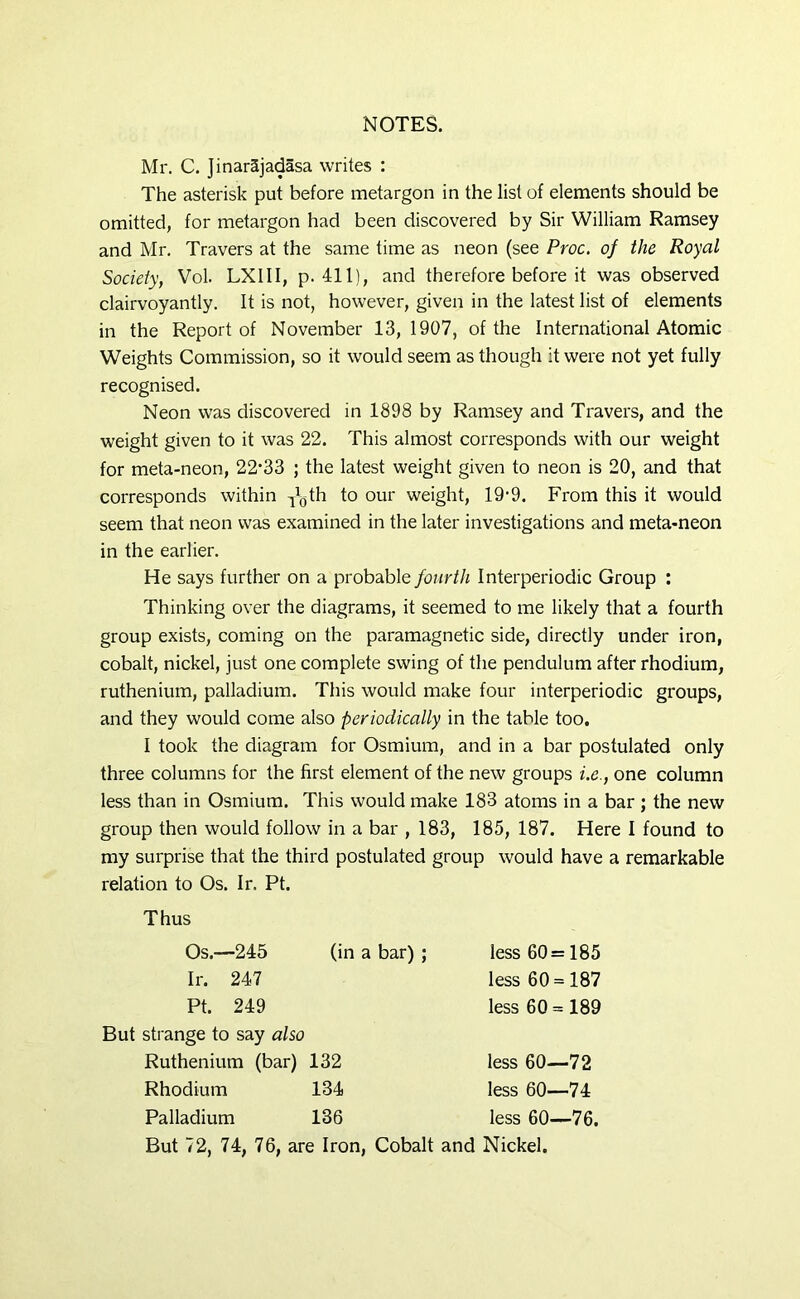 NOTES.
Mr. C. Jinarājaḍāsa writes :
The asterisk put before metargon in the list of elements should be
omitted, for metargon had been discovered by Sir William Ramsey
and Mr. Travers at the same time as neon (see Proc. of the Royal
Society, Vol. LXIII, p. 411), and therefore before it was observed
clairvoyantly. It is not, however, given in the latest list of elements
in the Report of November 13, 1907, of the International Atomic
Weights Commission, so it would seem as though it were not yet fully
recognised.
Neon was discovered in 1898 by Ramsey and Travers, and the
weight given to it was 22. This almost corresponds with our weight
for meta-neon, 22·33 ; the latest weight given to neon is 20, and that
corresponds within 1/10th to our weight, 19·9. From this it would
seem that neon was examined in the later investigations and meta-neon
in the earlier.
He says further on a probable fourth Interperiodic Group :
Thinking over the diagrams, it seemed to me likely that a fourth
group exists, coming on the paramagnetic side, directly under iron,
cobalt, nickel, just one complete swing of the pendulum after rhodium,
ruthenium, palladium. This would make four interperiodic groups,
and they would come also periodically in the table too.
I took the diagram for Osmium, and in a bar postulated only
three columns for the first element of the new groups i.e., one column
less than in Osmium. This would make 183 atoms in a bar ; the new
group then would follow in a bar , 183, 185, 187. Here I found to
my surprise that the third postulated group would have a remarkable
relation to Os. Ir. Pt.
Thus
Os.—245 (in a bar) ; less 60=185
Ir. 247 less 60 = 187
Pt. 249 less 60 = 189
But strange to say also
Ruthenium (bar) 132 less 60—72
Rhodium 134 less 60—74
Palladium 136 less 60—76.
But 72, 74, 76, are Iron, Cobalt and Nickel.